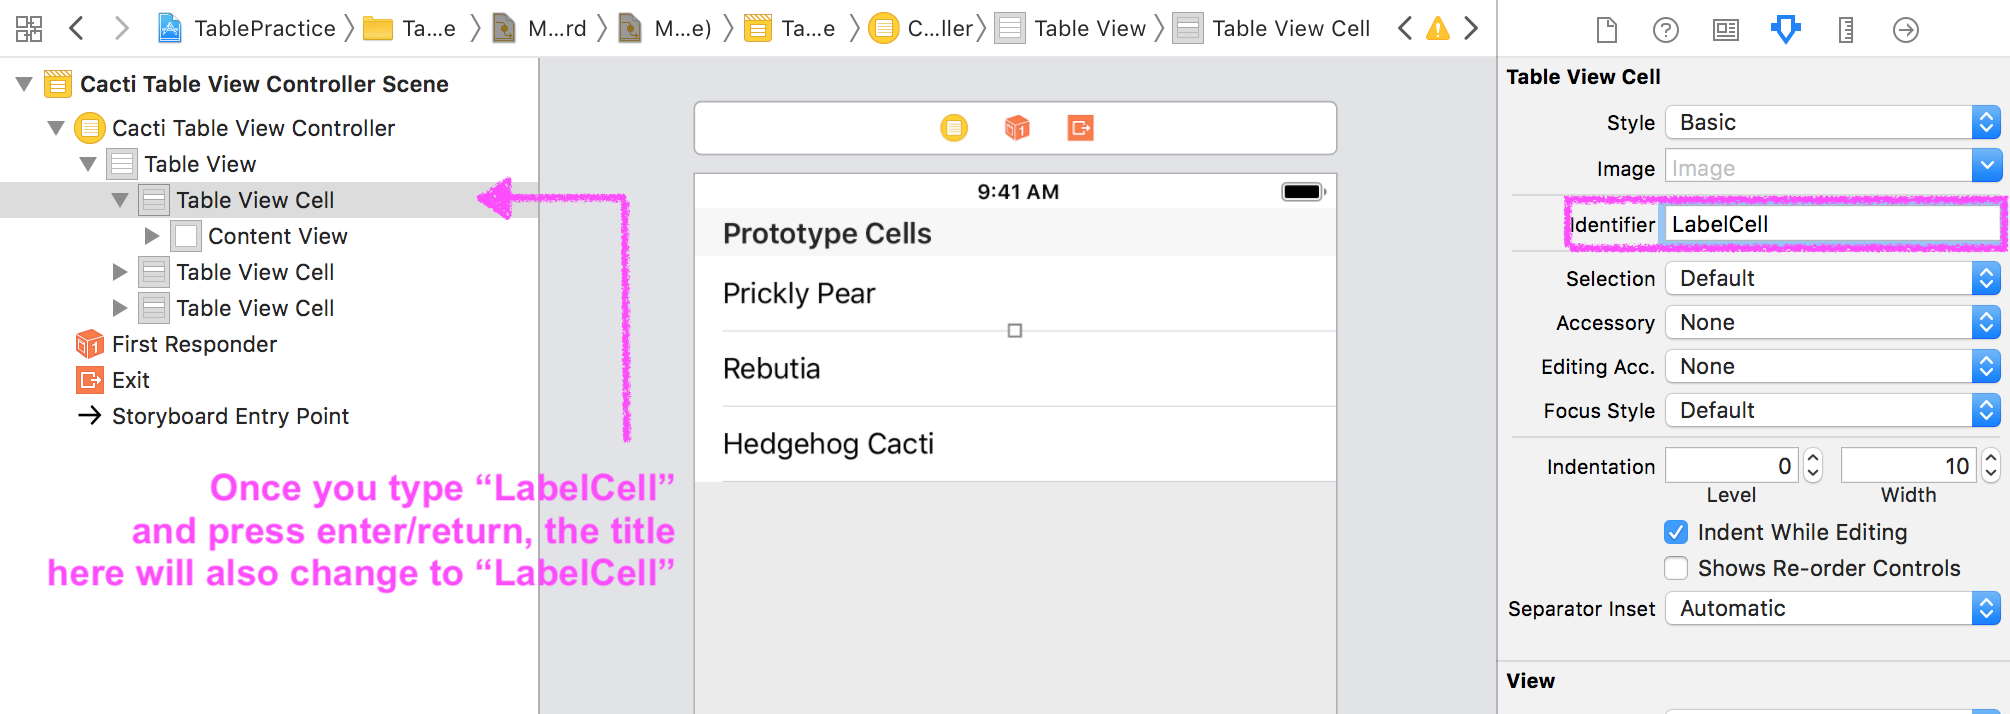 TablePractice
Ta...e
M...rd
M...e)
Ta...e
C...ller
Table View
Table View Cell
Cacti Table View Controller Scene
Cacti Table View Controller
Table View
Table View Cell
Content View
Table View Cell
Table View Cell
First Responder
1
Exit
Storyboard Entry Point
Once you type “LabelCell”
and press enter/return, the title
here will also change to “LabelCell”
1
9:41 AM
Prototype Cells
Prickly Pear
Rebutia
Hedgehog Cacti
Table View Cell
Style Basic
Image Image
Identifier LabelCell
Selection Default
Accessory None
Editing Acc. None
Focus Style Default
Indentation 0 10
Level Width
Indent While Editing
Shows Re-order Controls
Separator Inset Automatic
View